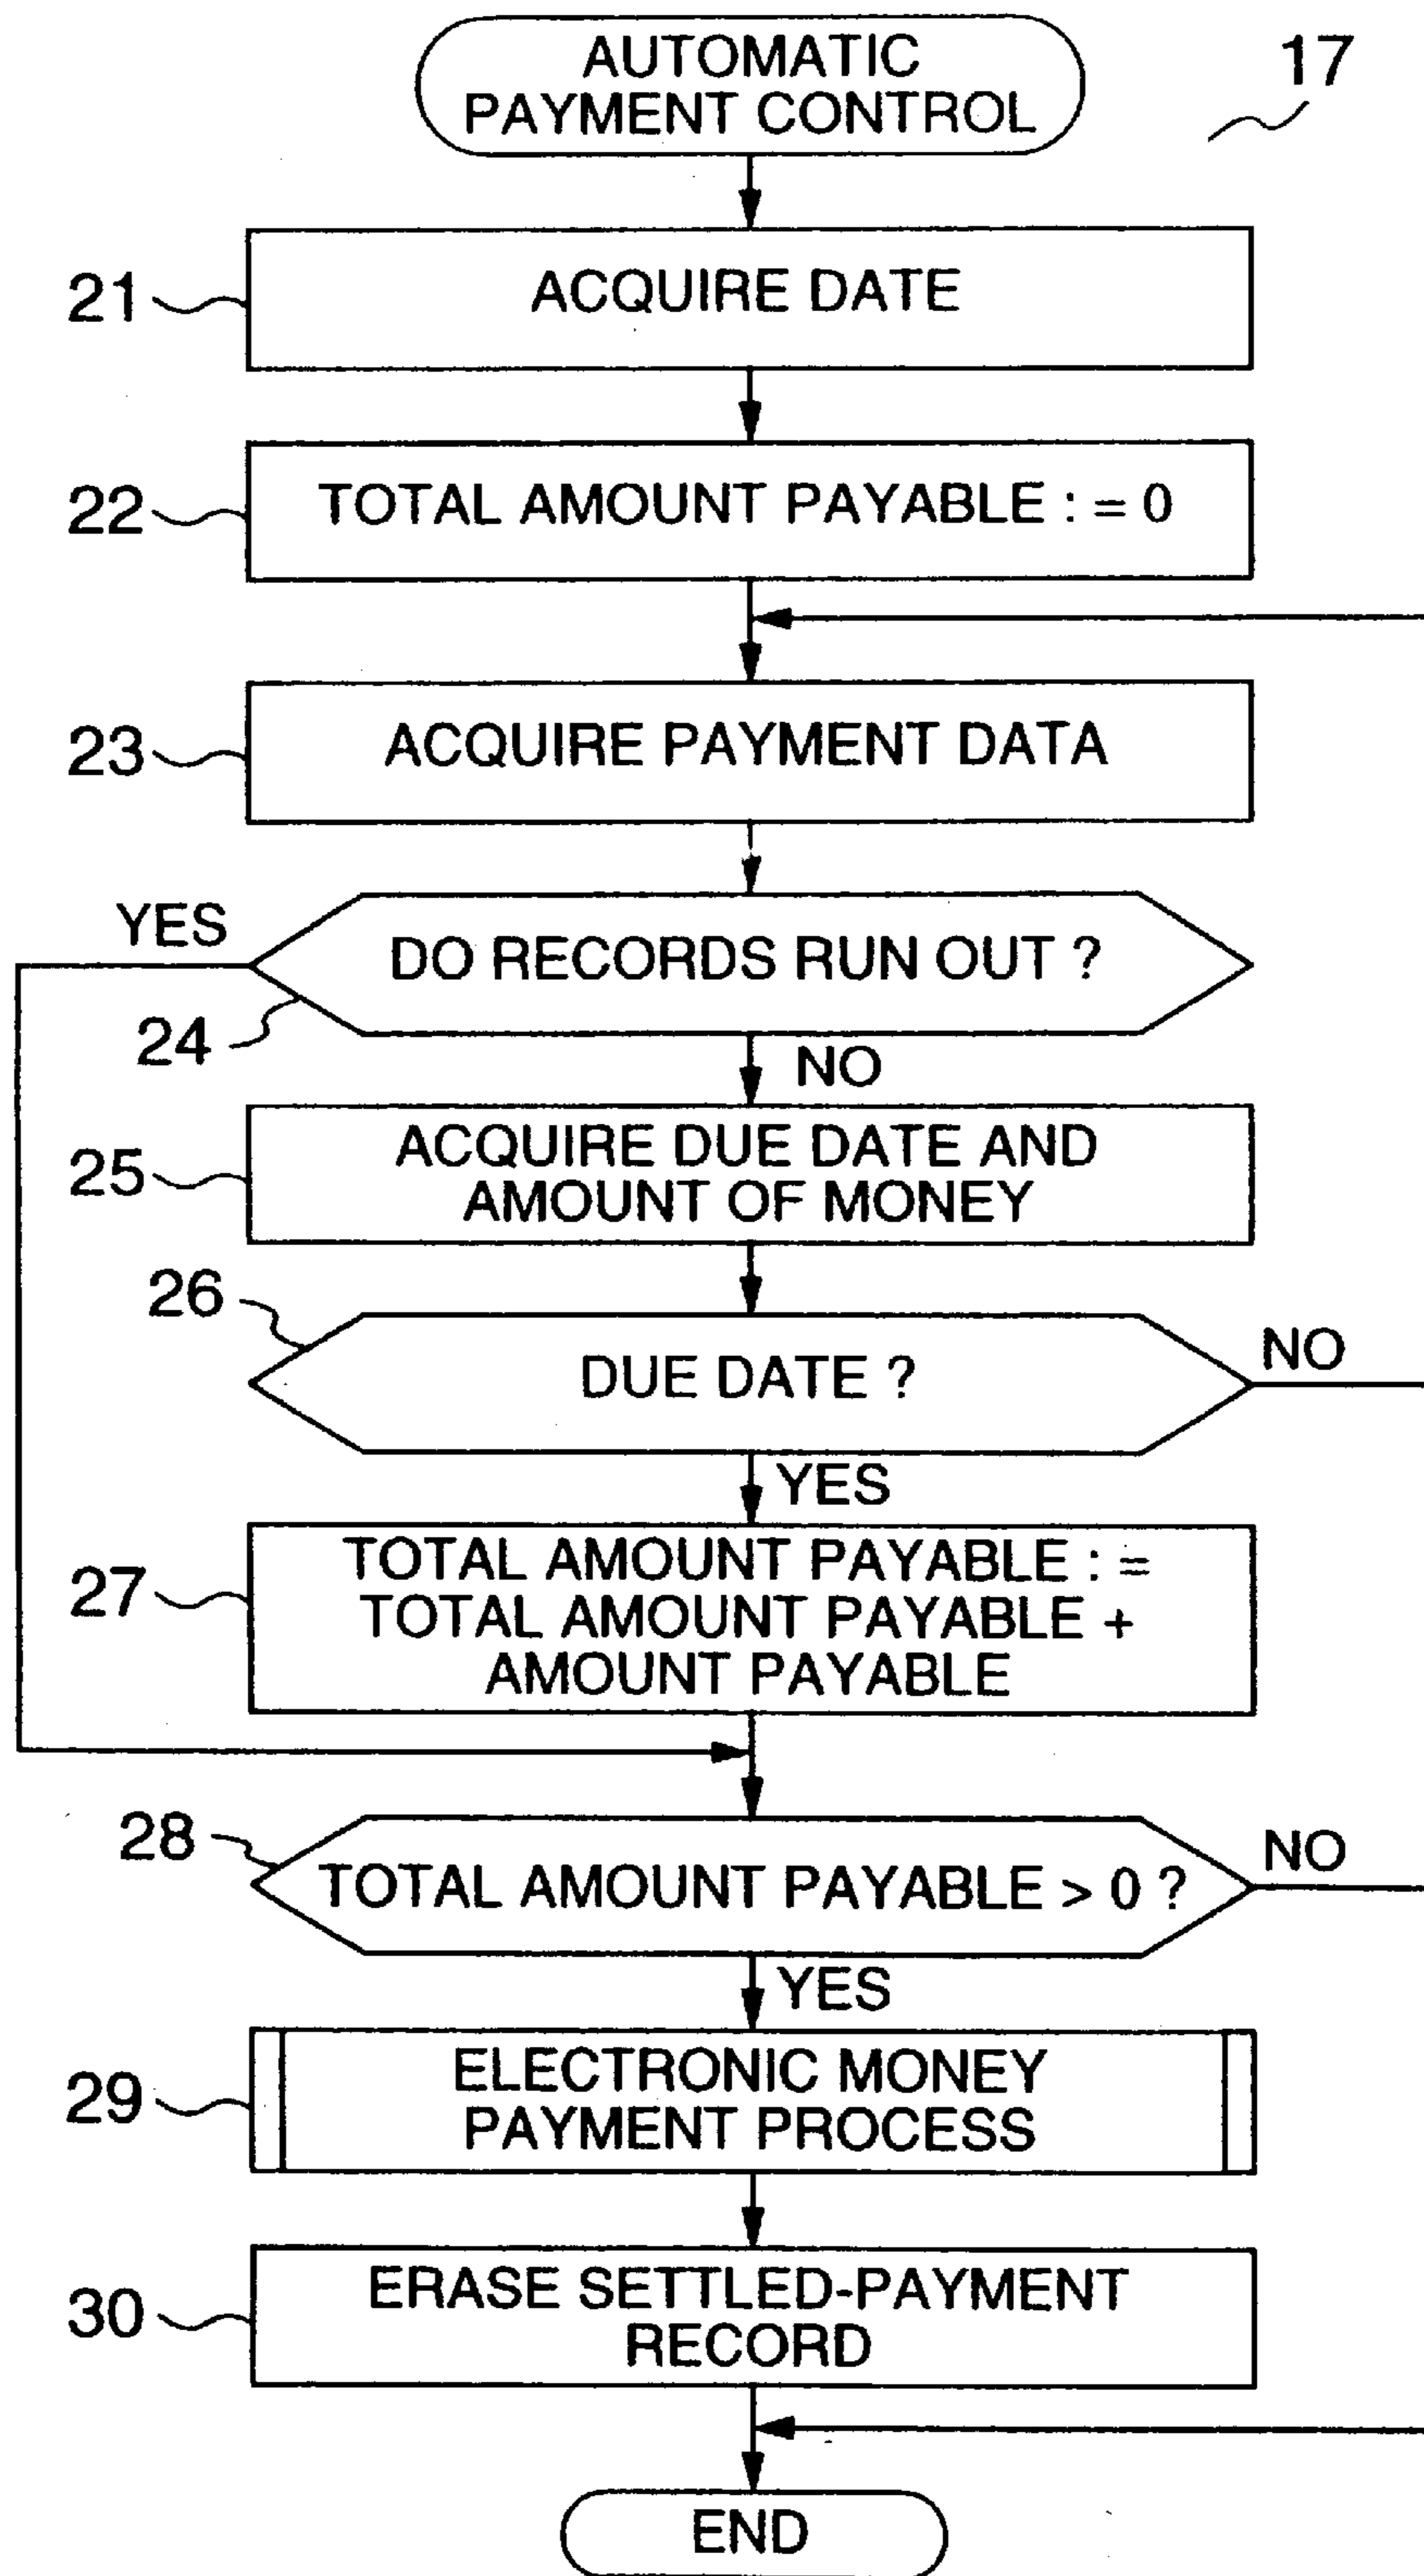 AUTOMATIC
PAYMENT CONTROL
17
21
ACQUIRE DATE
22
TOTAL AMOUNT PAYABLE : = 0
23
ACQUIRE PAYMENT DATA
YES
DO RECORDS RUN OUT ?
24
NO
25
ACQUIRE DUE DATE AND
AMOUNT OF MONEY
26
DUE DATE ?
NO
YES
27
TOTAL AMOUNT PAYABLE : =
TOTAL AMOUNT PAYABLE +
AMOUNT PAYABLE
28
TOTAL AMOUNT PAYABLE > 0 ?
NO
YES
29
ELECTRONIC MONEY
PAYMENT PROCESS
30
ERASE SETTLED-PAYMENT
RECORD
END